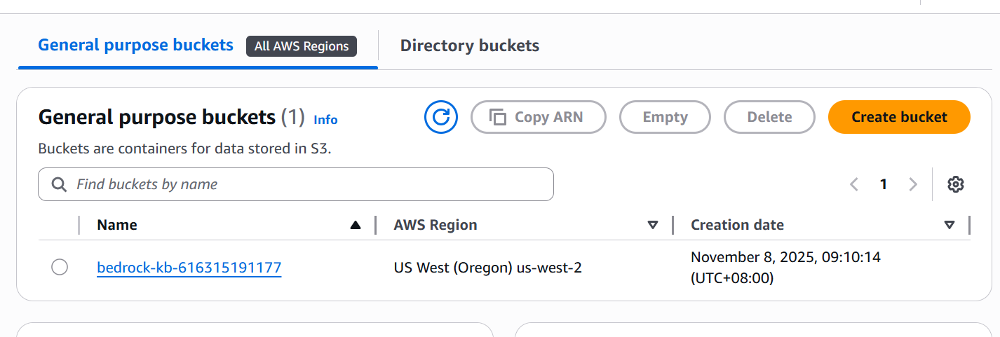 General purpose buckets All AWS Regions Directory buckets
General purpose buckets (1) Info Copy ARN Empty Delete Create bucket
Buckets are containers for data stored in S3.
Find buckets by name 1
Name AWS Region Creation date
bedrock-kb-616315191177 US West (Oregon) us-west-2 November 8, 2025, 09:10:14
(UTC+08:00)